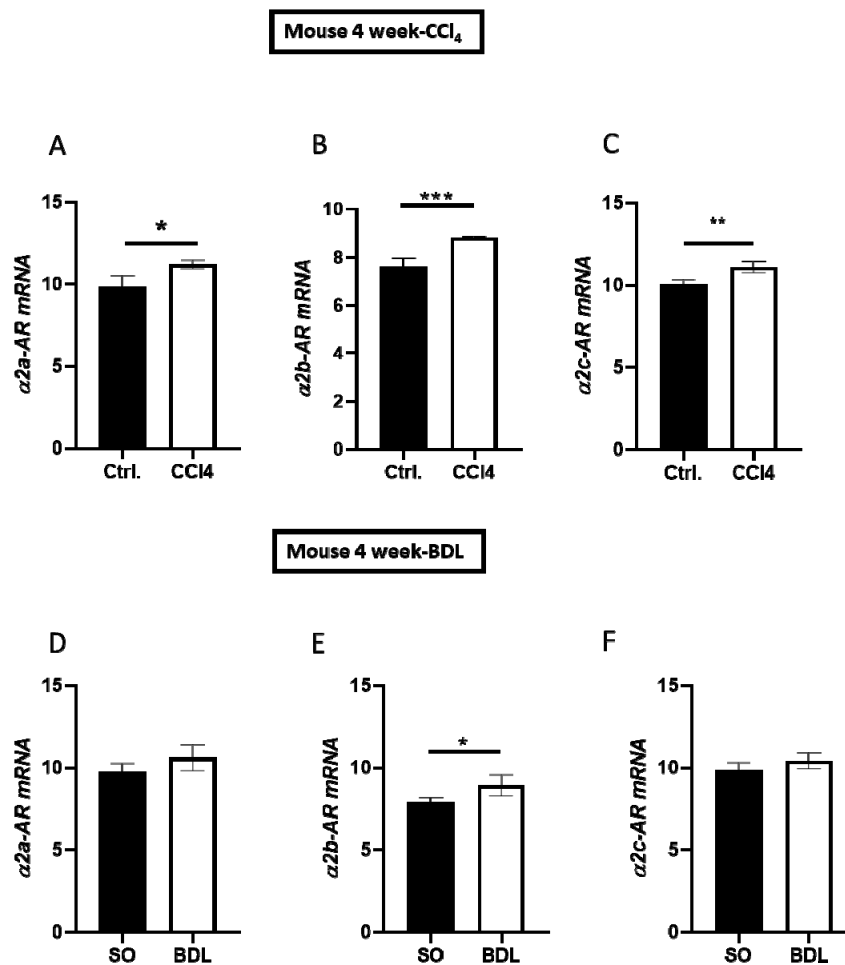 Mouse 4 week-CCl₄
A
B
C
α2a-AR mRNA
15
10
5
0
*
Ctrl.
CCl4
α2b-AR mRNA
10
8
6
4
2
0
***
Ctrl.
CCl4
α2c-AR mRNA
15
10
5
0
**
Ctrl.
CCl4
Mouse 4 week-BDL
D
E
F
α2a-AR mRNA
15
10
5
0
SO
BDL
α2b-AR mRNA
15
10
5
0
*
SO
BDL
α2c-AR mRNA
15
10
5
0
SO
BDL